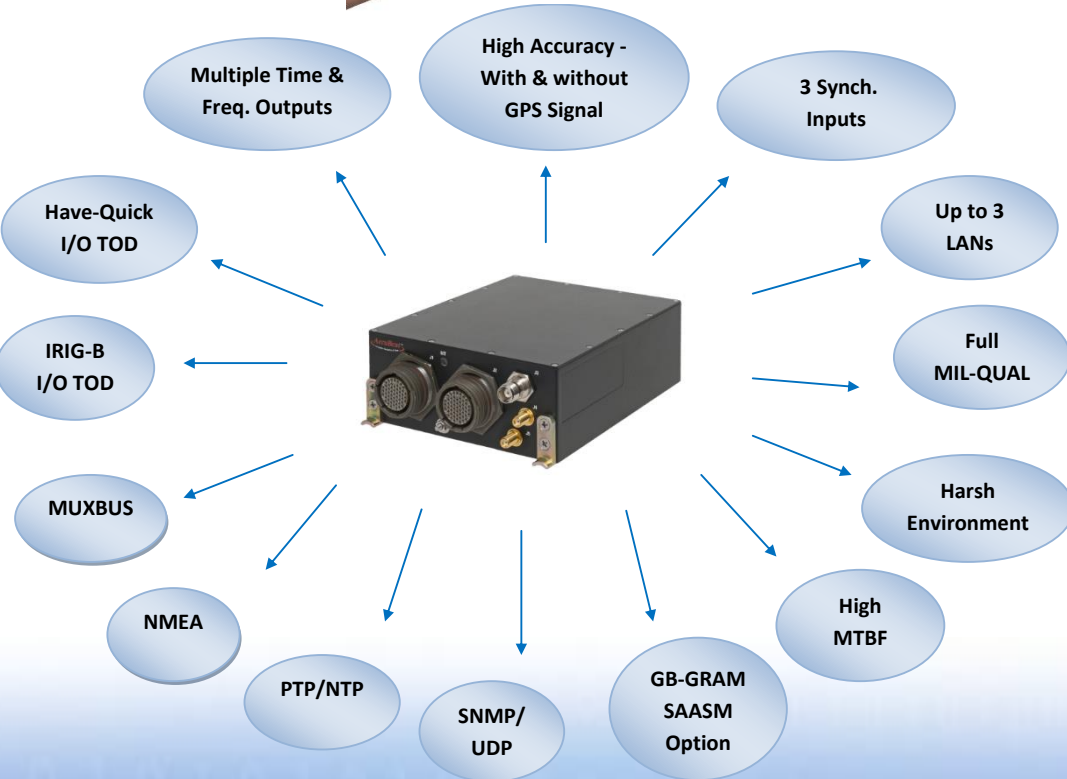 High Accuracy -
With & without
GPS Signal
Multiple Time &
Freq. Outputs
3 Synch.
Inputs
Have-Quick
I/O TOD
Up to 3
LANs
IRIG-B
I/O TOD
Full
MIL-QUAL
MUXBUS
Harsh
Environment
NMEA
High
MTBF
PTP/NTP
GB-GRAM
SAASM
Option
SNMP/
UDP